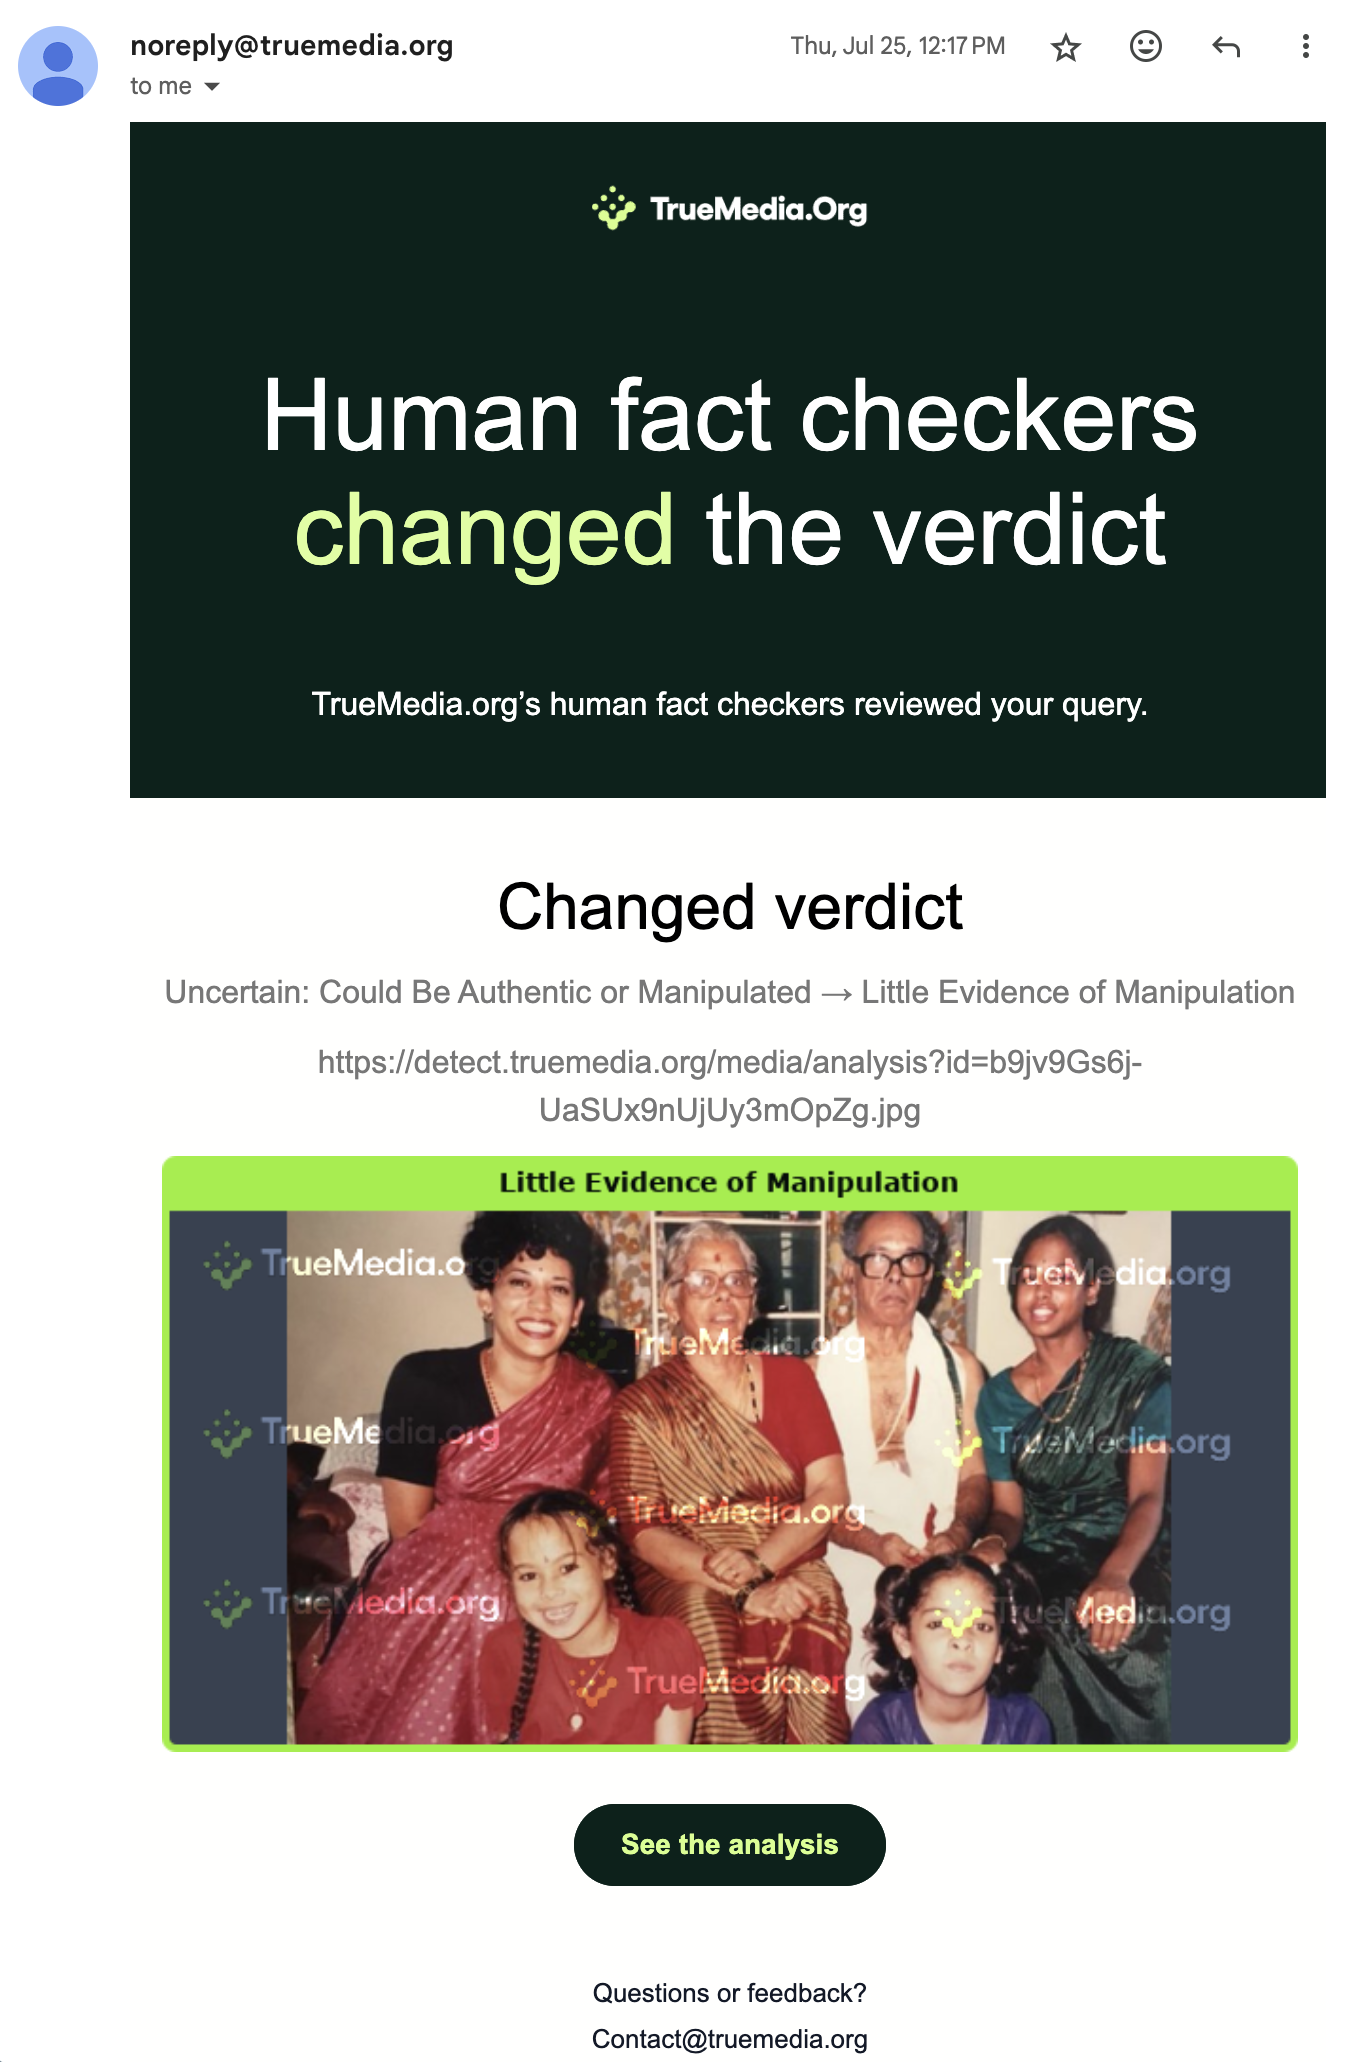 noreply@truemedia.org
Thu, Jul 25, 12:17 PM
to me
TrueMedia.Org
Human fact checkers
changed the verdict
TrueMedia.org’s human fact checkers reviewed your query.
Changed verdict
Uncertain: Could Be Authentic or Manipulated → Little Evidence of Manipulation
https://detect.truemedia.org/media/analysis?id=b9jv9Gs6j-
UaSUx9nUjUy3mOpZg.jpg
Little Evidence of Manipulation
TrueMedia.org
TrueMedia.org
TrueMedia.org
TrueMedia.org
TrueMedia.org
TrueMedia.org
TrueMedia.org
TrueMedia.org
TrueMedia.org
See the analysis
Questions or feedback?
Contact@truemedia.org